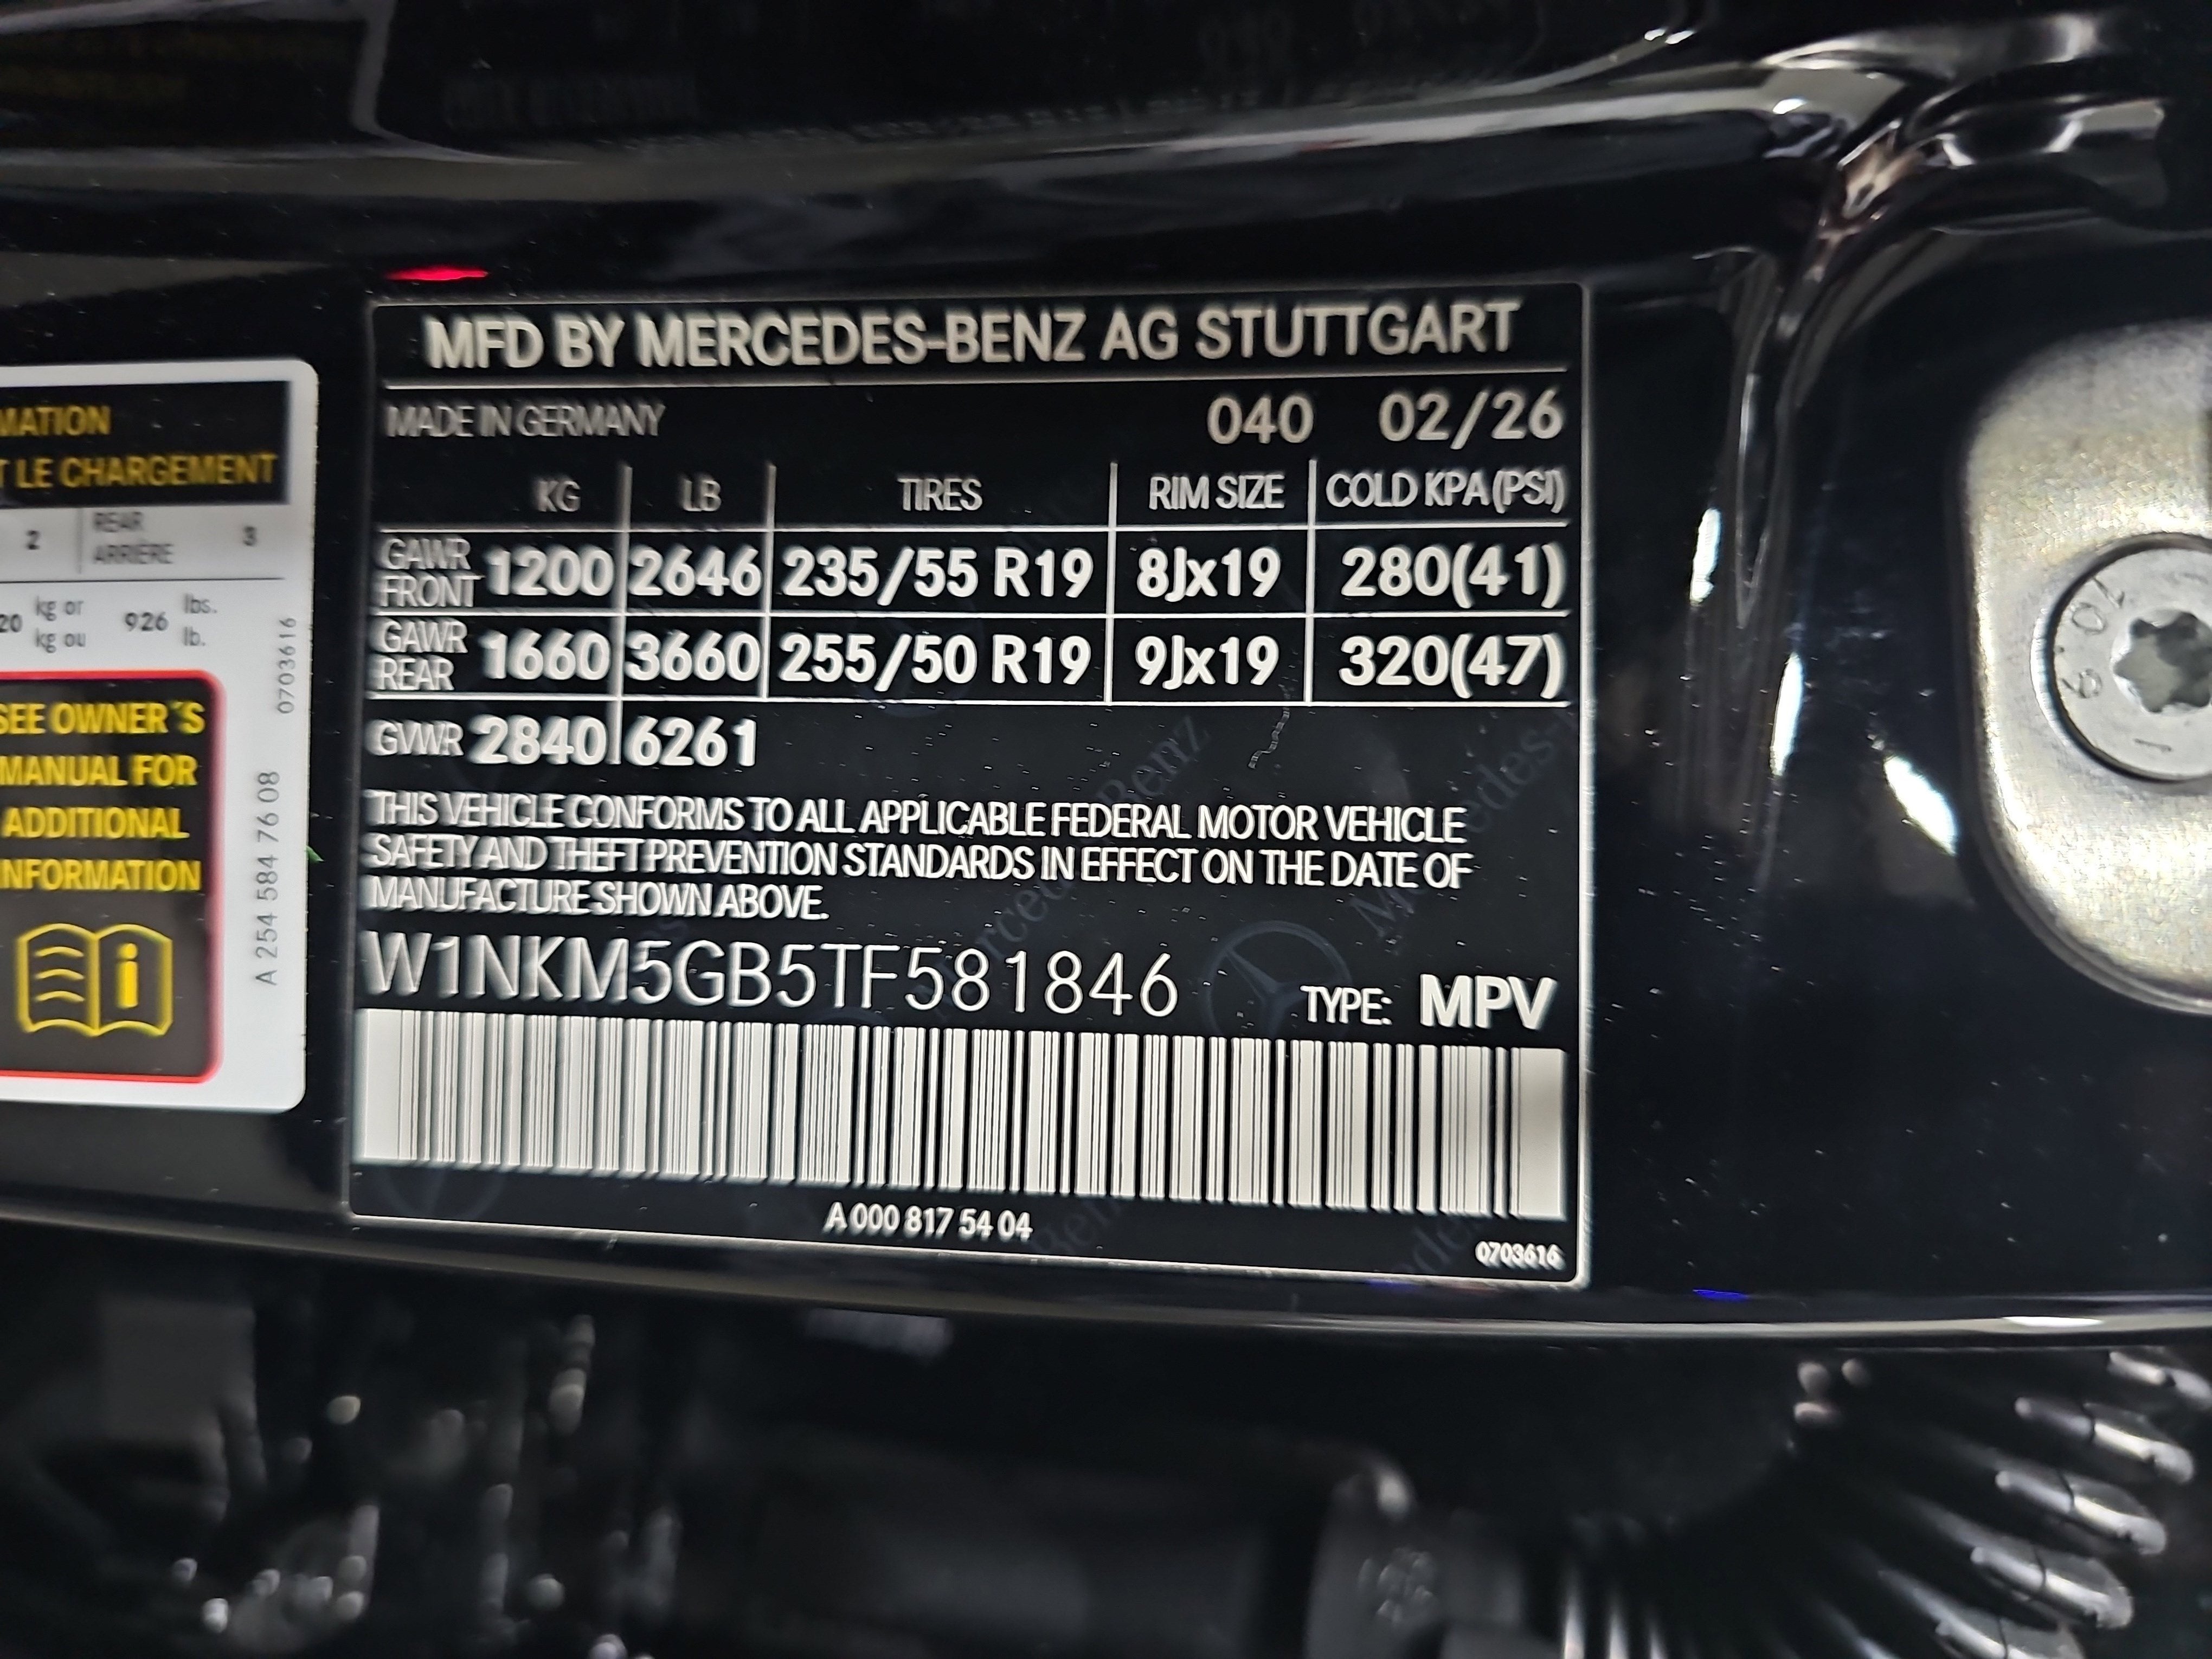 MFD BY MERCEDES-BENZ AG STUTTGART
MADE IN GERMANY 040 02/26
KG LB TIRES RIM SIZE COLD KPA(PSI)
GAWR FRONT 1200 2646 235/55 R19 8Jx19 280(41)
GAWR REAR 1660 3660 255/50 R19 9Jx19 320(47)
GVWR 2840 6261
THIS VEHICLE CONFORMS TO ALL APPLICABLE FEDERAL MOTOR VEHICLE
SAFETY AND THEFT PREVENTION STANDARDS IN EFFECT ON THE DATE OF
MANUFACTURE SHOWN ABOVE.
W1NKM5GB5TF581846 TYPE: MPV
A 000 817 54 04
0703616
MATION
T LE CHARGEMENT
2 REAR ARRIÈRE 3
20 kg or kg ou 926 lbs. lb.
SEE OWNER´S
MANUAL FOR
ADDITIONAL
INFORMATION
A 254 584 76 08 0703616
Mercedes-Benz
10.9